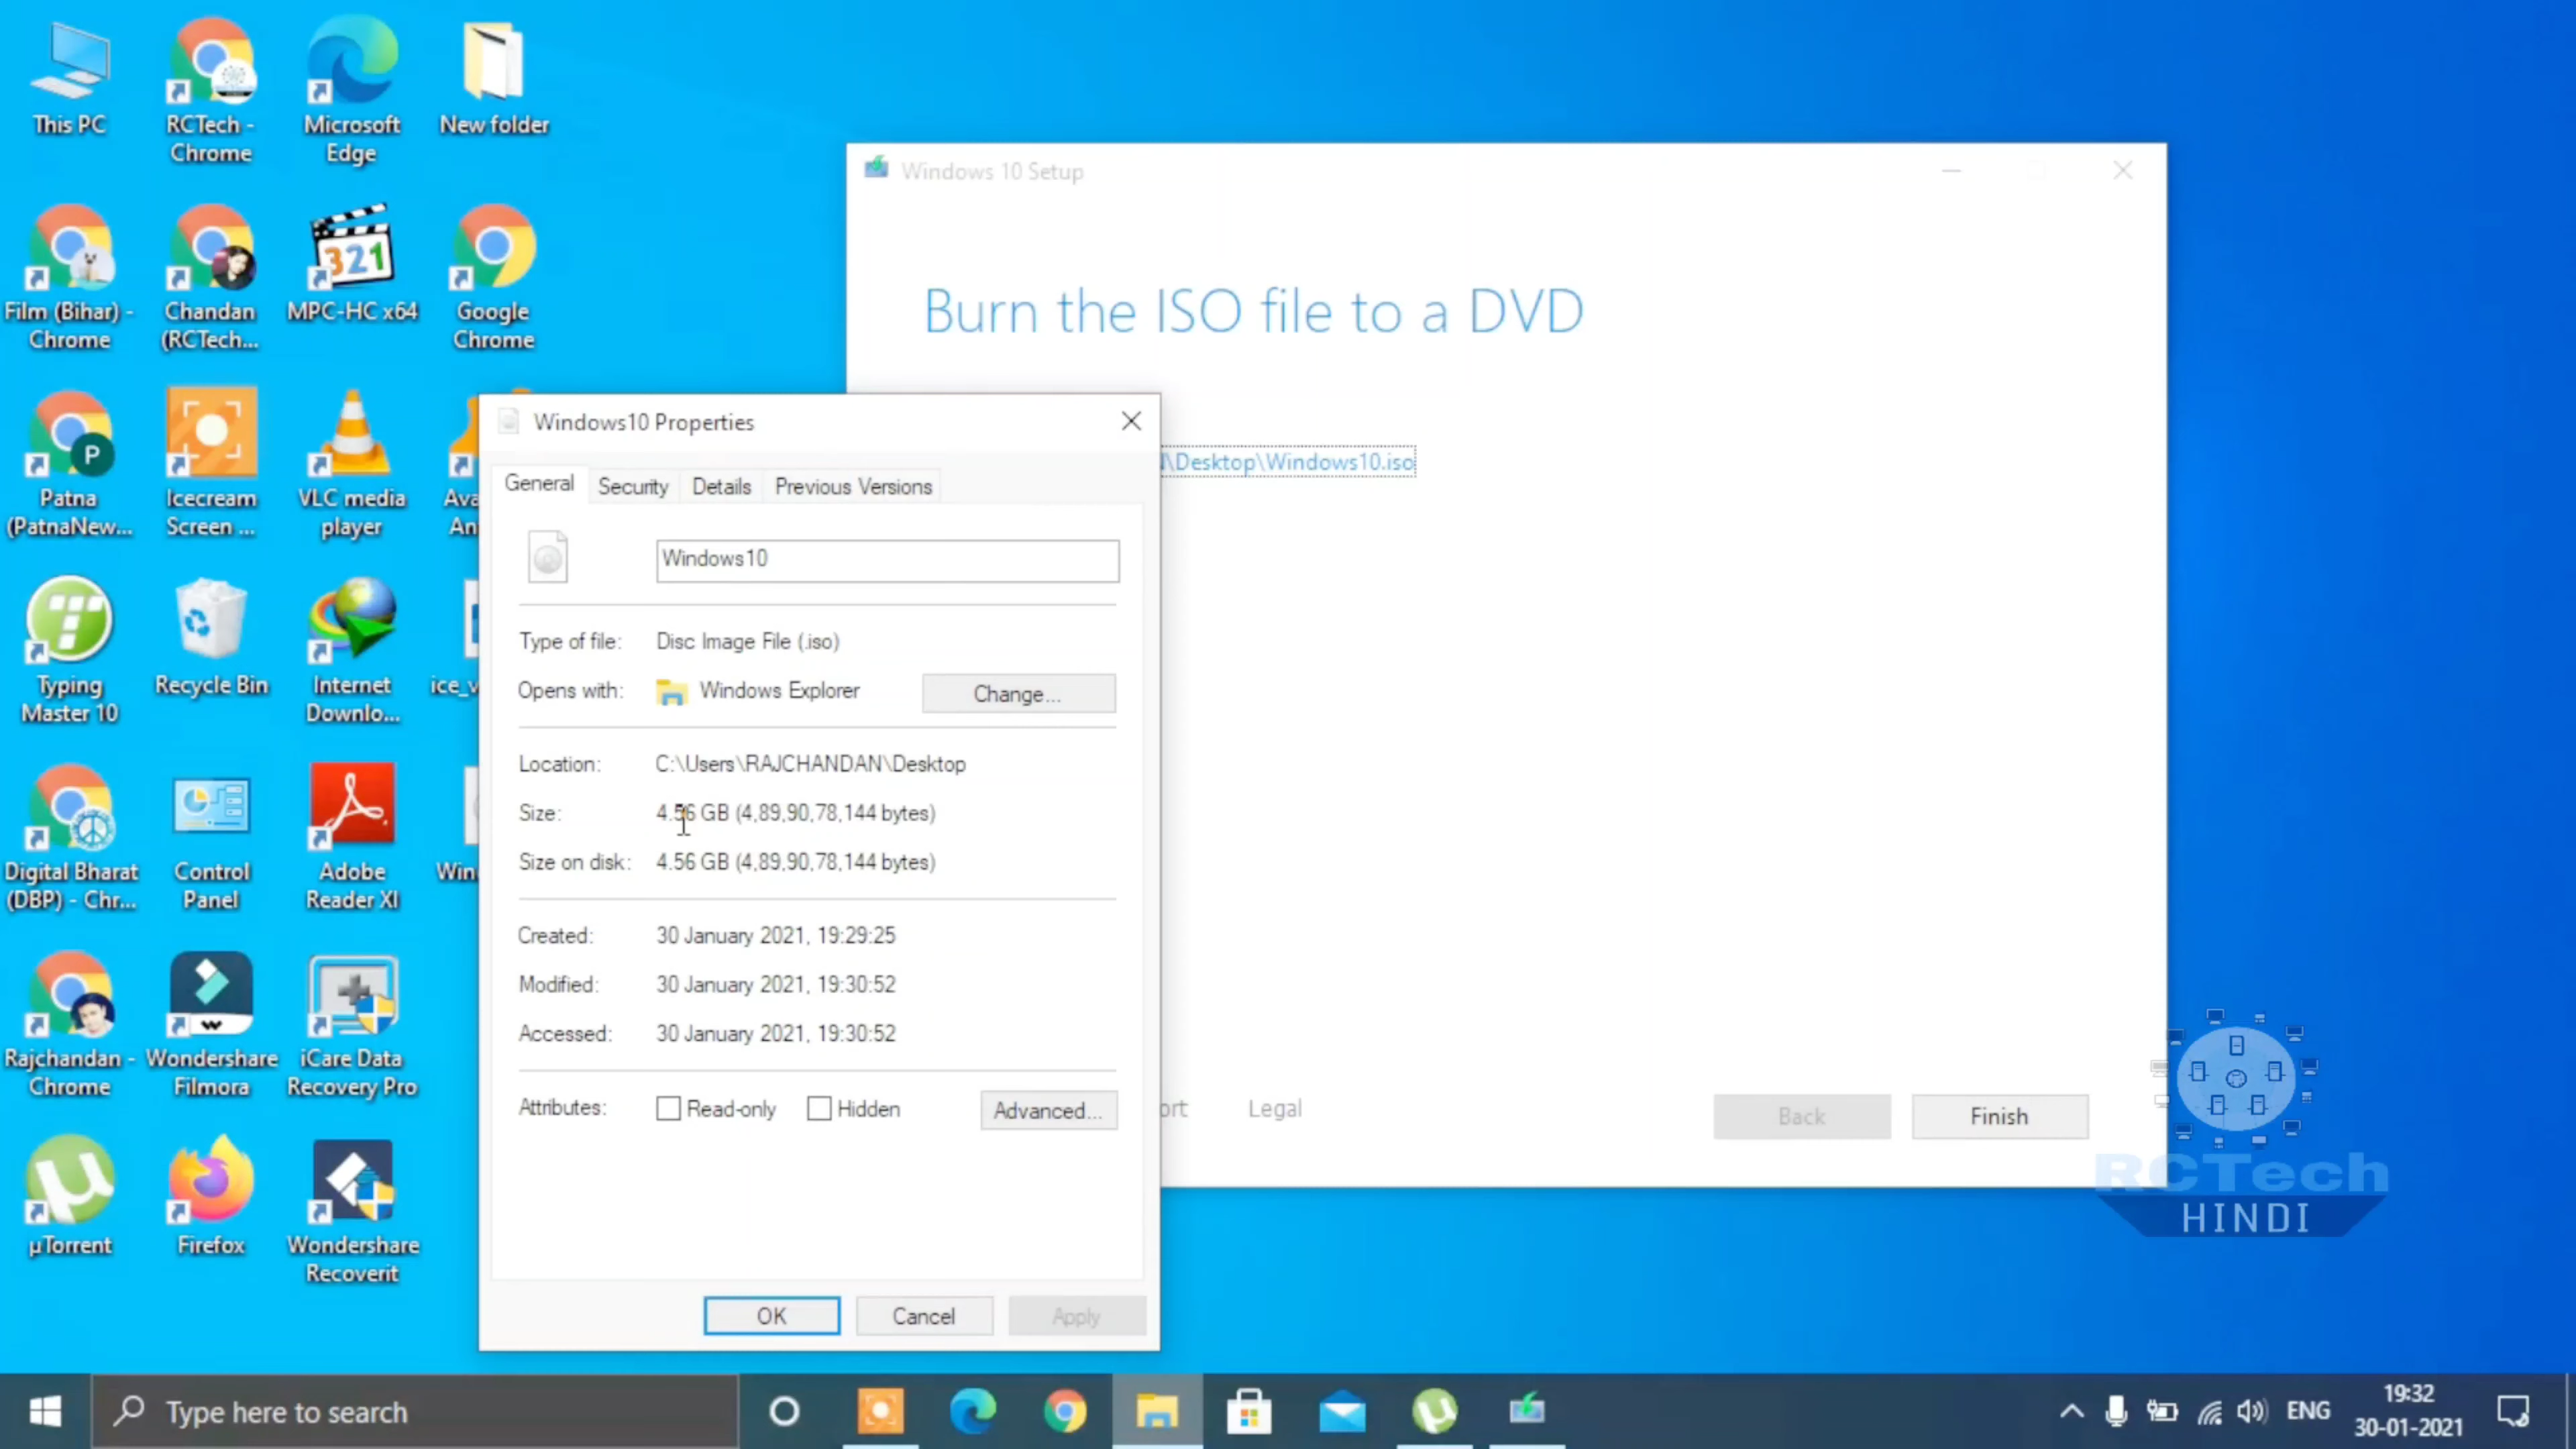 This PC
RCTech -
Chrome
Microsoft
Edge
New folder
Film (Bihar) -
Chrome
Chandan
(RCTech...
321
MPC-HC x64
Google
Chrome
P
Patna
(PatnaNew...
Icecream
Screen ...
VLC media
player
Typing
Master 10
Recycle Bin
Internet
Downlo...
Digital Bharat
(DBP) - Chr...
Control
Panel
Adobe
Reader XI
Rajchandan -
Chrome
Wondershare
Filmora
iCare Data
Recovery Pro
µTorrent
Firefox
Wondershare
Recoverit
Windows 10 Setup
Burn the ISO file to a DVD
\Desktop\Windows10.iso
Legal
Back
Finish
Windows10 Properties
General
Security
Details
Previous Versions
Windows10
Type of file: Disc Image File (.iso)
Opens with: Windows Explorer
Change...
Location: C:\Users\RAJCHANDAN\Desktop
Size: 4.56 GB (4,89,90,78,144 bytes)
Size on disk: 4.56 GB (4,89,90,78,144 bytes)
Created: 30 January 2021, 19:29:25
Modified: 30 January 2021, 19:30:52
Accessed: 30 January 2021, 19:30:52
Attributes: Read-only Hidden
Advanced...
OK
Cancel
Apply
RCTech
HINDI
Type here to search
ENG
19:32
30-01-2021